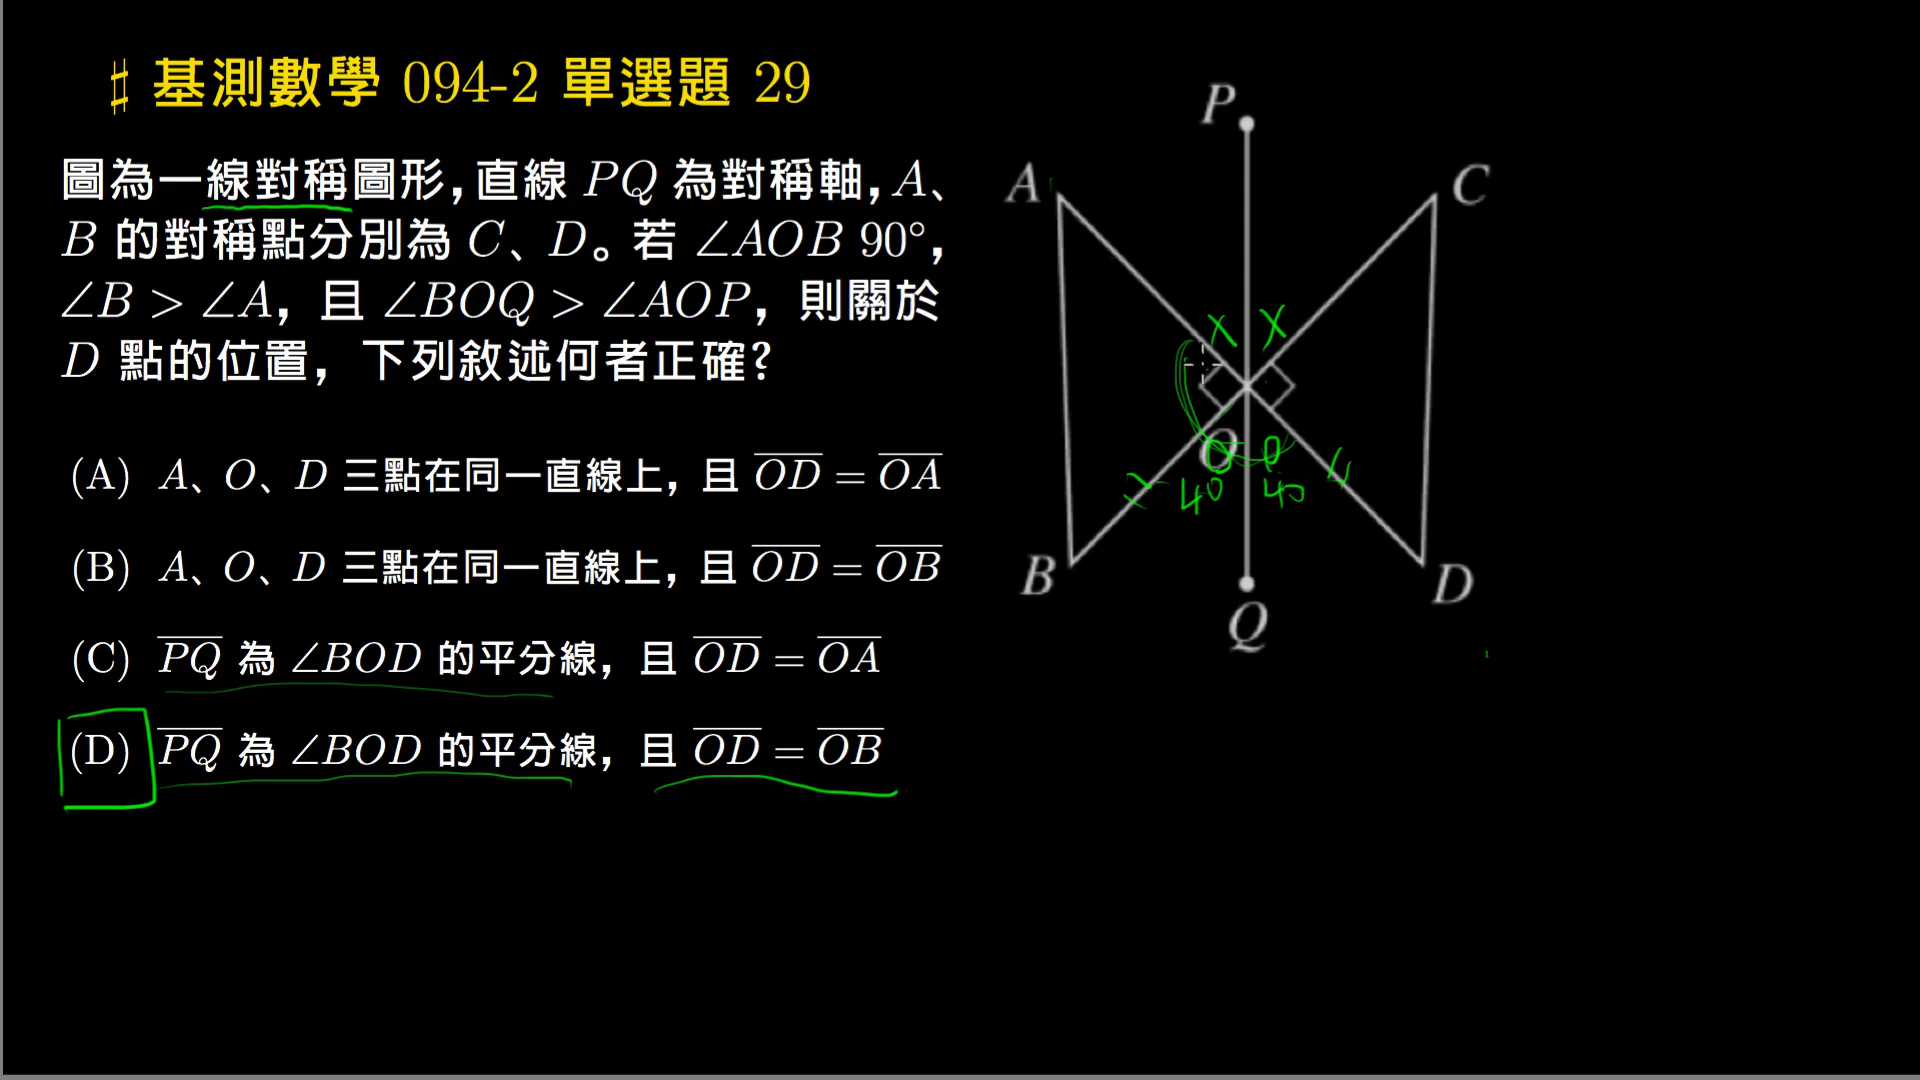 ♯ 基測數學 094-2 單選題 29
圖為一線對稱圖形,直線 PQ 為對稱軸,A、
B 的對稱點分別為 C、D。若 ∠AOB 90°,
∠B > ∠A，且 ∠BOQ > ∠AOP，則關於
D 點的位置，下列敘述何者正確?
(A) A、O、D 三點在同一直線上，且 OD = OA
(B) A、O、D 三點在同一直線上，且 OD = OB
(C) PQ 為 ∠BOD 的平分線，且 OD = OA
(D) PQ 為 ∠BOD 的平分線，且 OD = OB
P
A
C
X X
O
40 40
B
D
Q